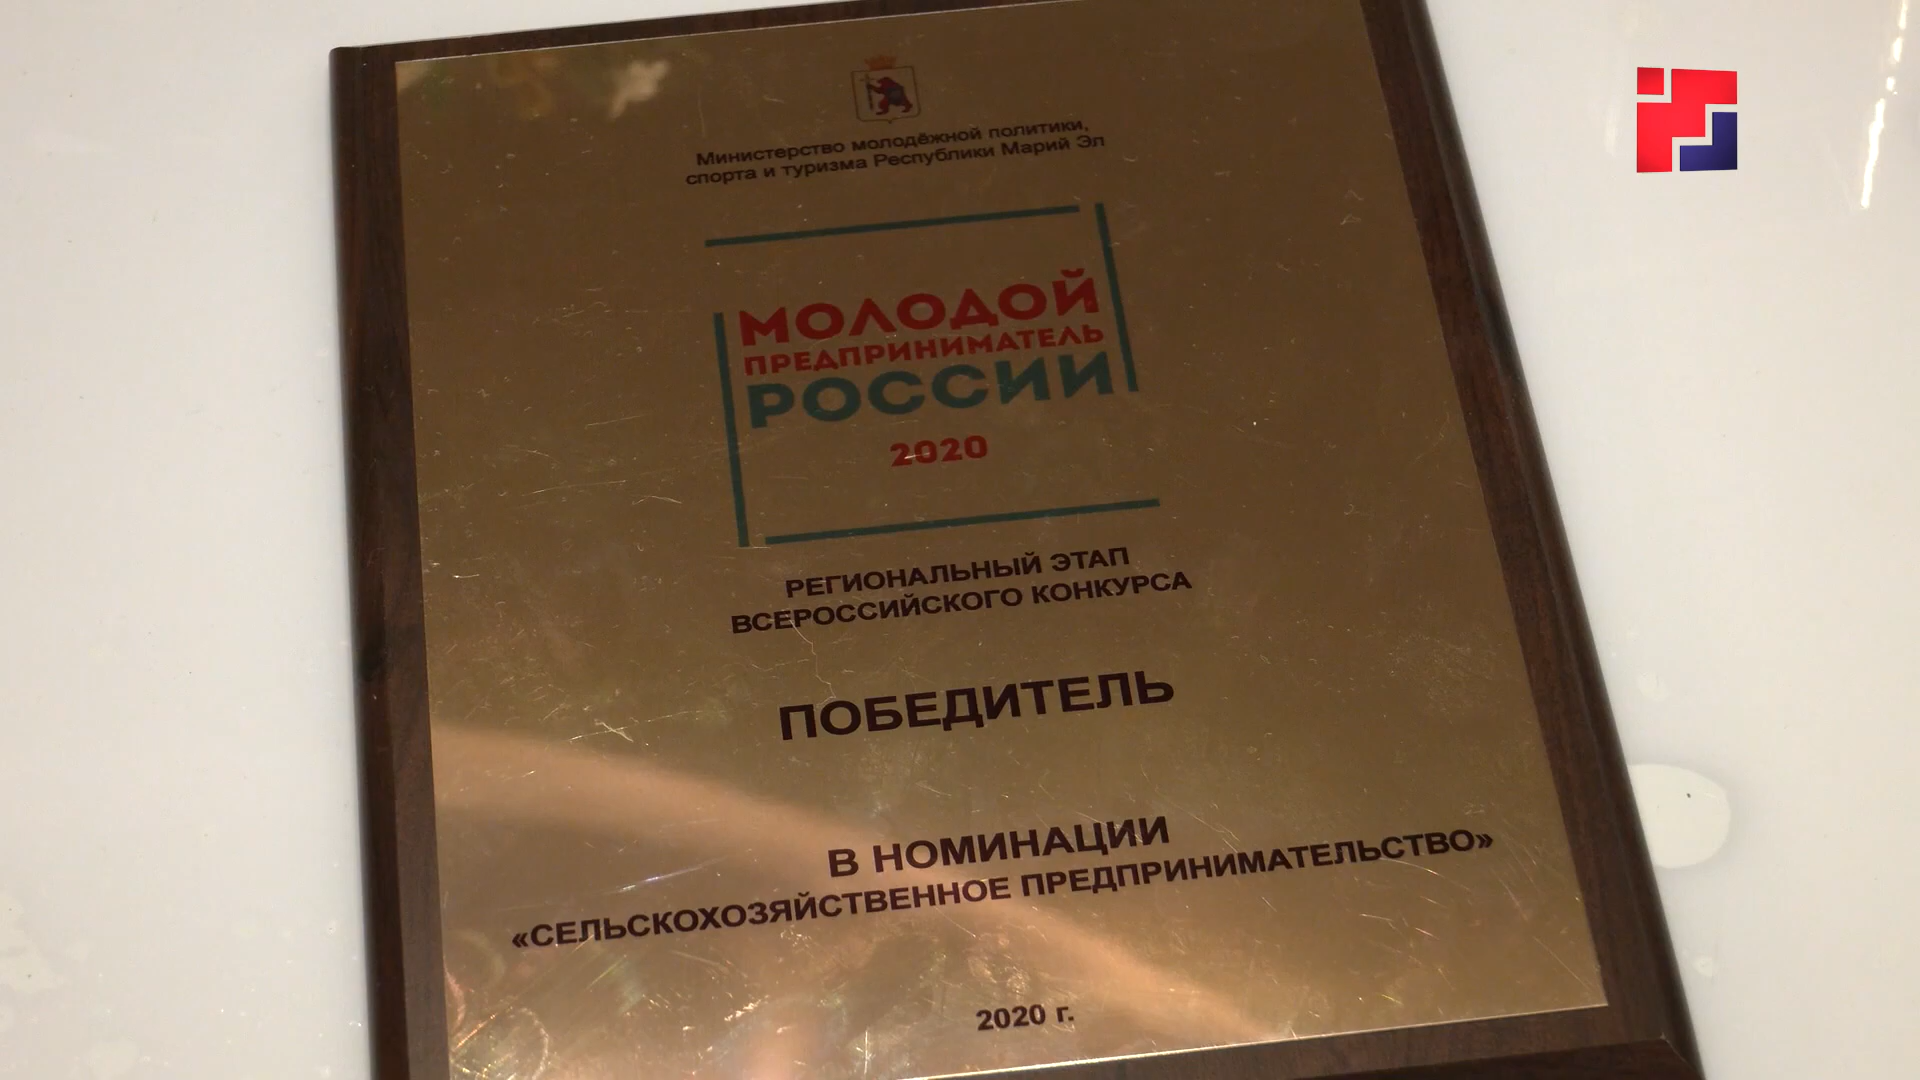 Министерство молодёжной политики,
спорта и туризма Республики Марий Эл
МОЛОДОЙ
ПРЕДПРИНИМАТЕЛЬ
РОССИИ
2020
РЕГИОНАЛЬНЫЙ ЭТАП
ВСЕРОССИЙСКОГО КОНКУРСА
ПОБЕДИТЕЛЬ
В НОМИНАЦИИ
«СЕЛЬСКОХОЗЯЙСТВЕННОЕ ПРЕДПРИНИМАТЕЛЬСТВО»
2020 г.